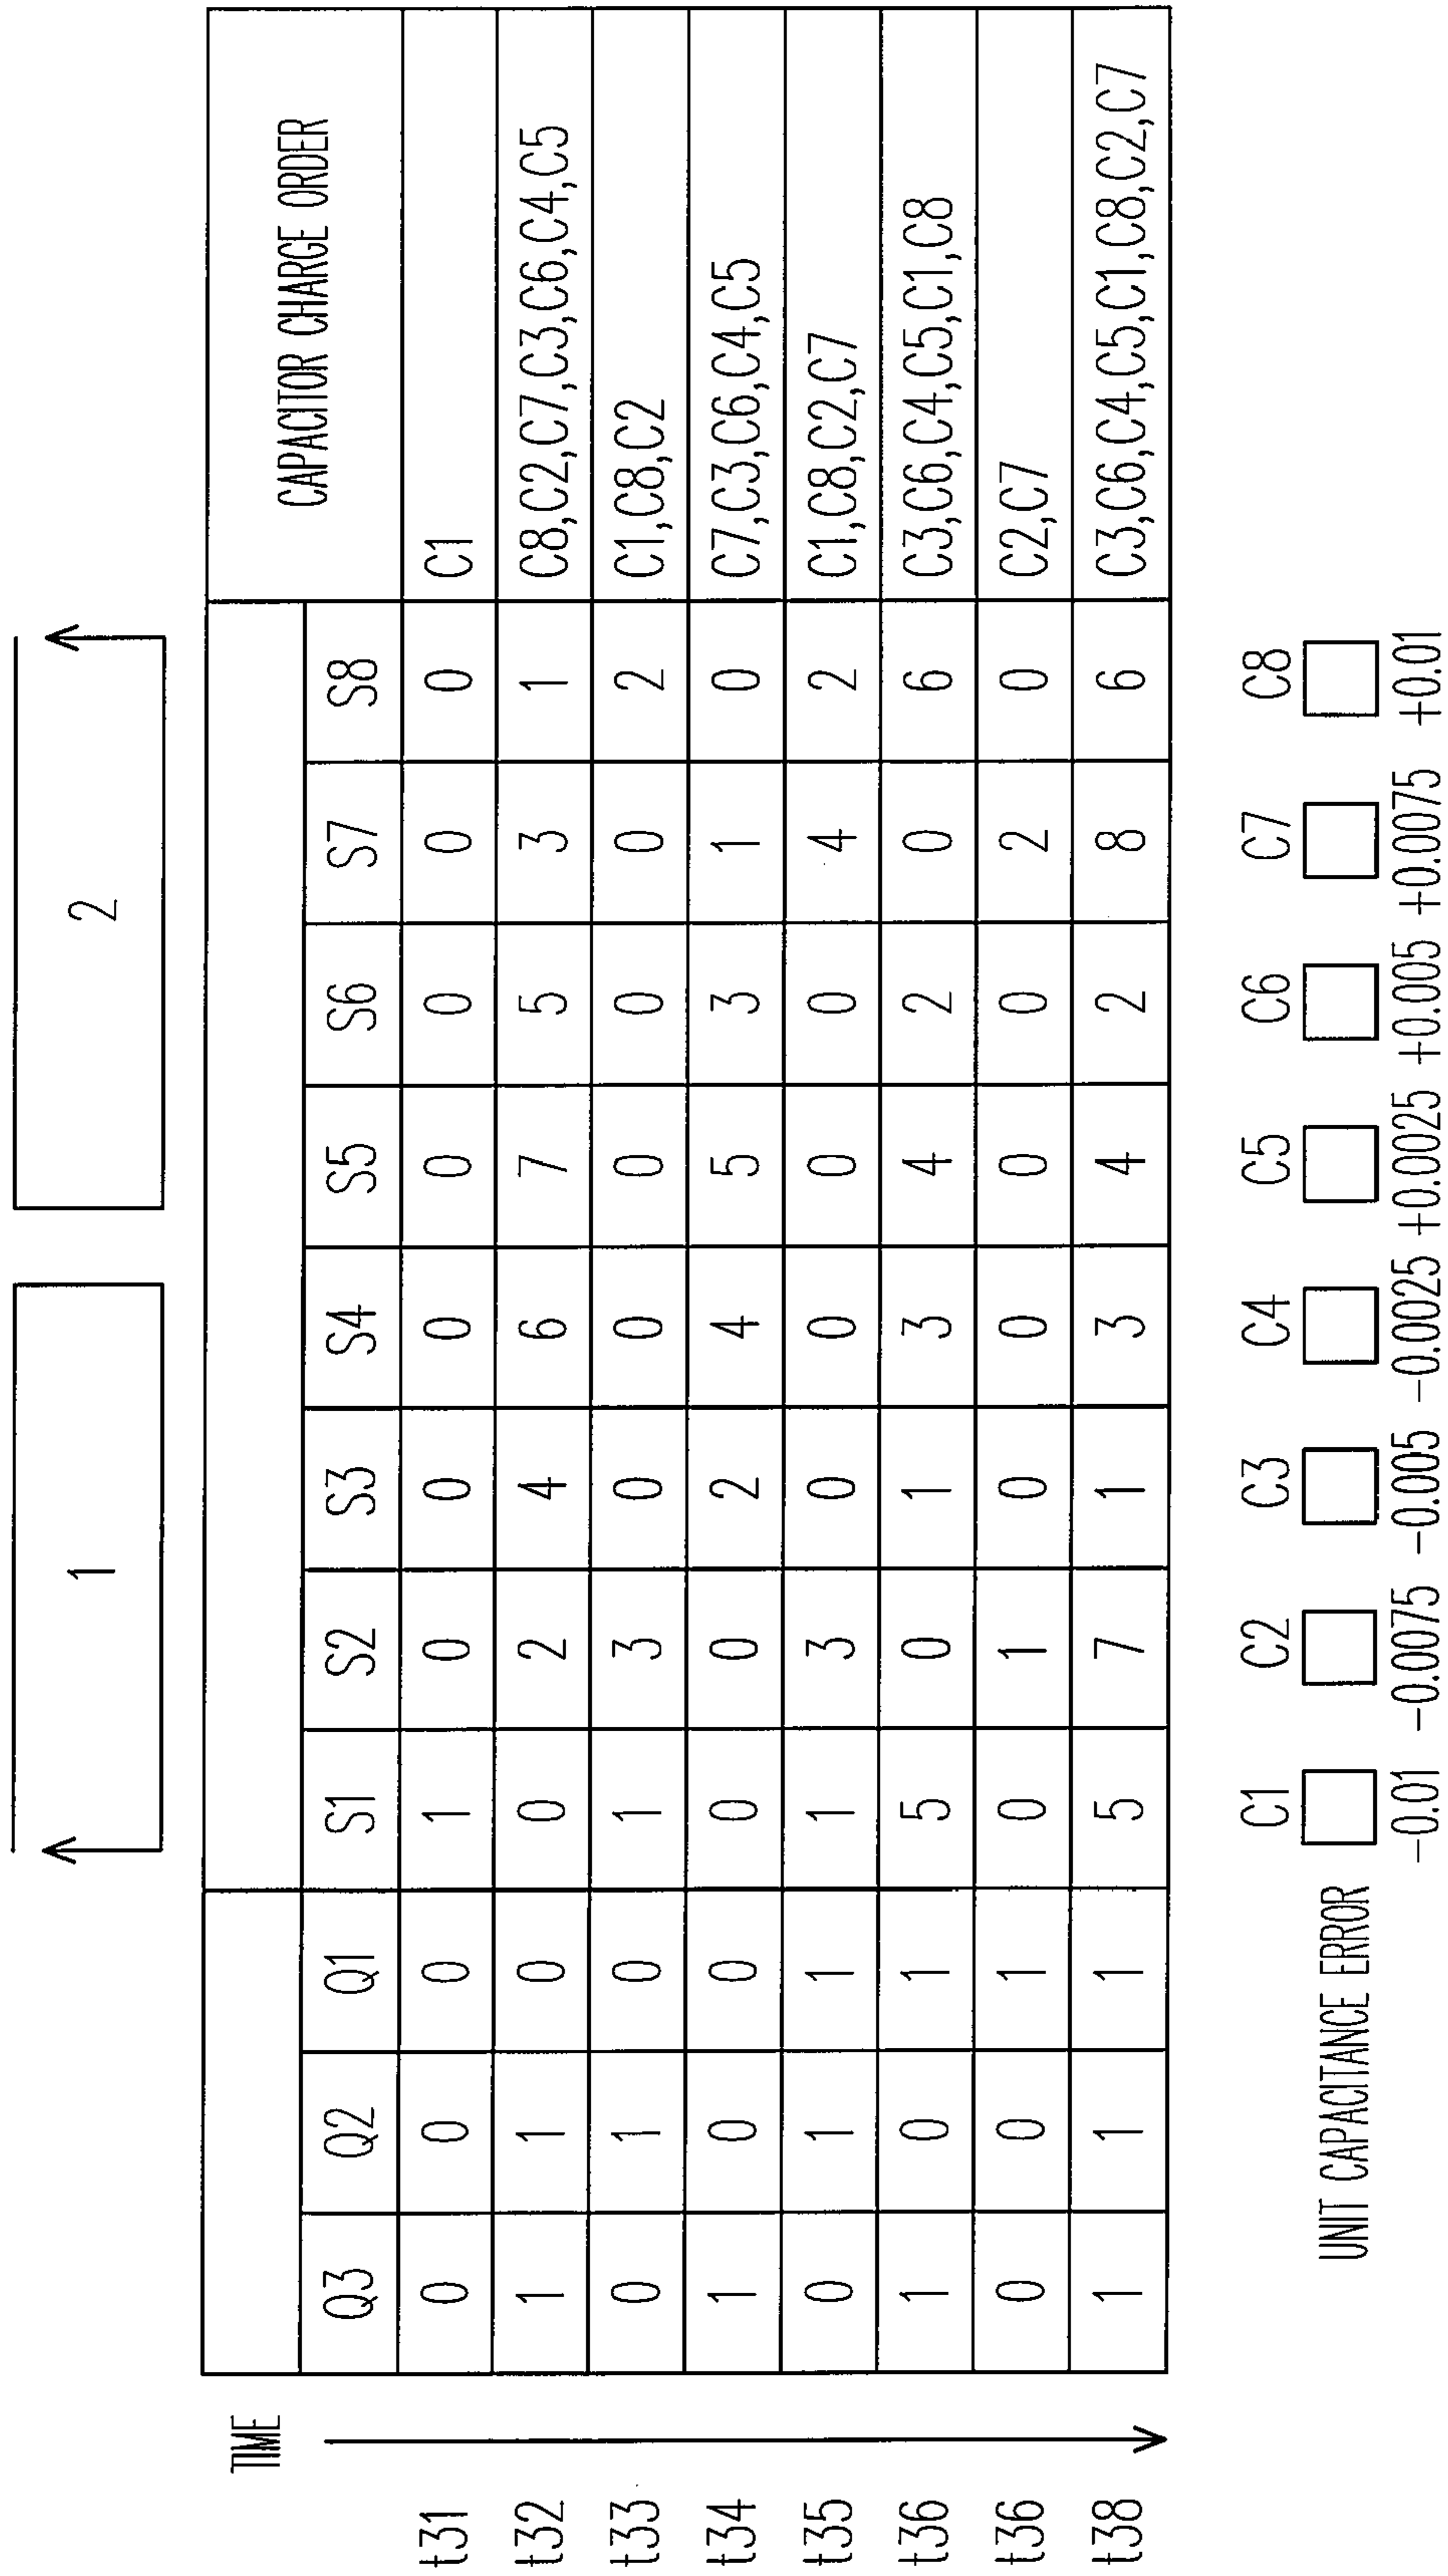 1 2
CAPACITOR CHARGE ORDER
TIME Q3 Q2 Q1 S1 S2 S3 S4 S5 S6 S7 S8
t31 0 0 0 1 0 0 0 0 0 0 0 C1
t32 1 1 0 0 2 4 6 7 5 3 1 C8,C2,C7,C3,C6,C4,C5
t33 0 1 0 1 3 0 0 0 0 0 2 C1,C8,C2
t34 1 0 0 0 0 2 4 5 3 1 0 C7,C3,C6,C4,C5
t35 0 1 1 1 3 0 0 0 0 4 2 C1,C8,C2,C7
t36 1 0 1 5 0 1 3 4 2 0 6 C3,C6,C4,C5,C1,C8
t36 0 0 1 0 1 0 0 0 0 2 0 C2,C7
t38 1 1 1 5 7 1 3 4 2 8 6 C3,C6,C4,C5,C1,C8,C2,C7
C1 C2 C3 C4 C5 C6 C7 C8
UNIT CAPACITANCE ERROR
-0.01 -0.0075 -0.005 -0.0025 +0.0025 +0.005 +0.0075 +0.01